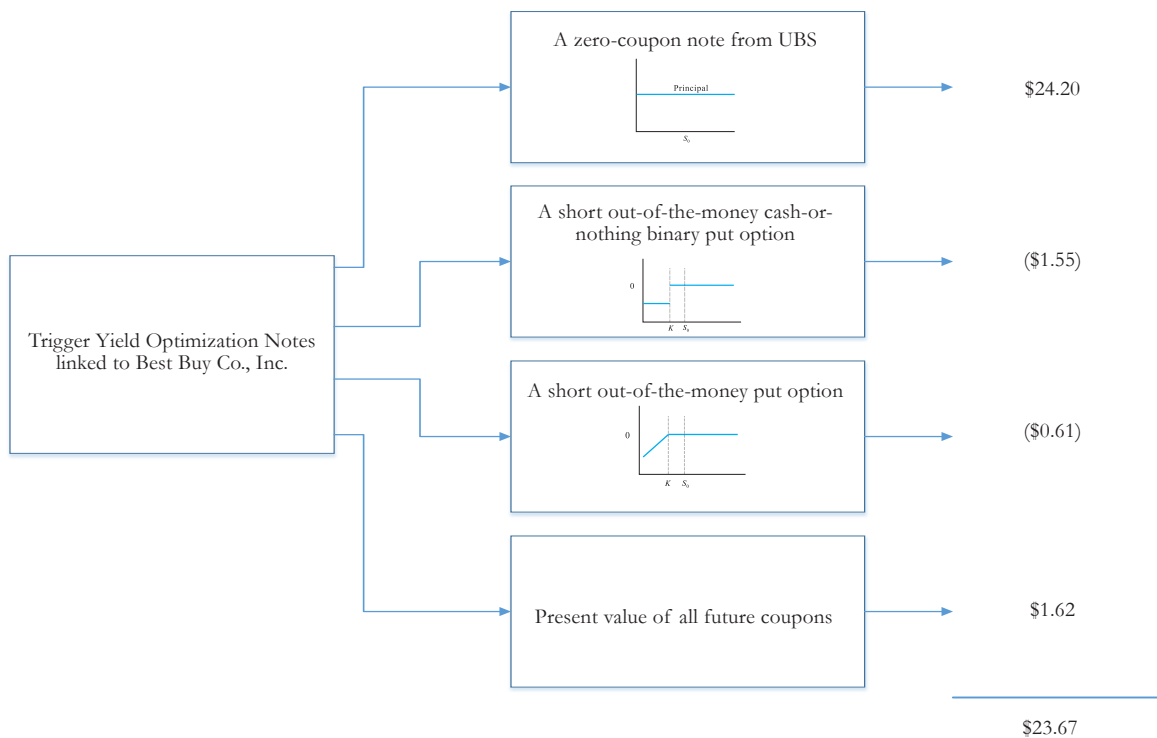 A zero-coupon note from UBS
Principal
S0
$24.20
A short out-of-the-money cash-or-
nothing binary put option
0
K S0
($1.55)
Trigger Yield Optimization Notes
linked to Best Buy Co., Inc.
A short out-of-the-money put option
0
K S0
($0.61)
Present value of all future coupons
$1.62
$23.67